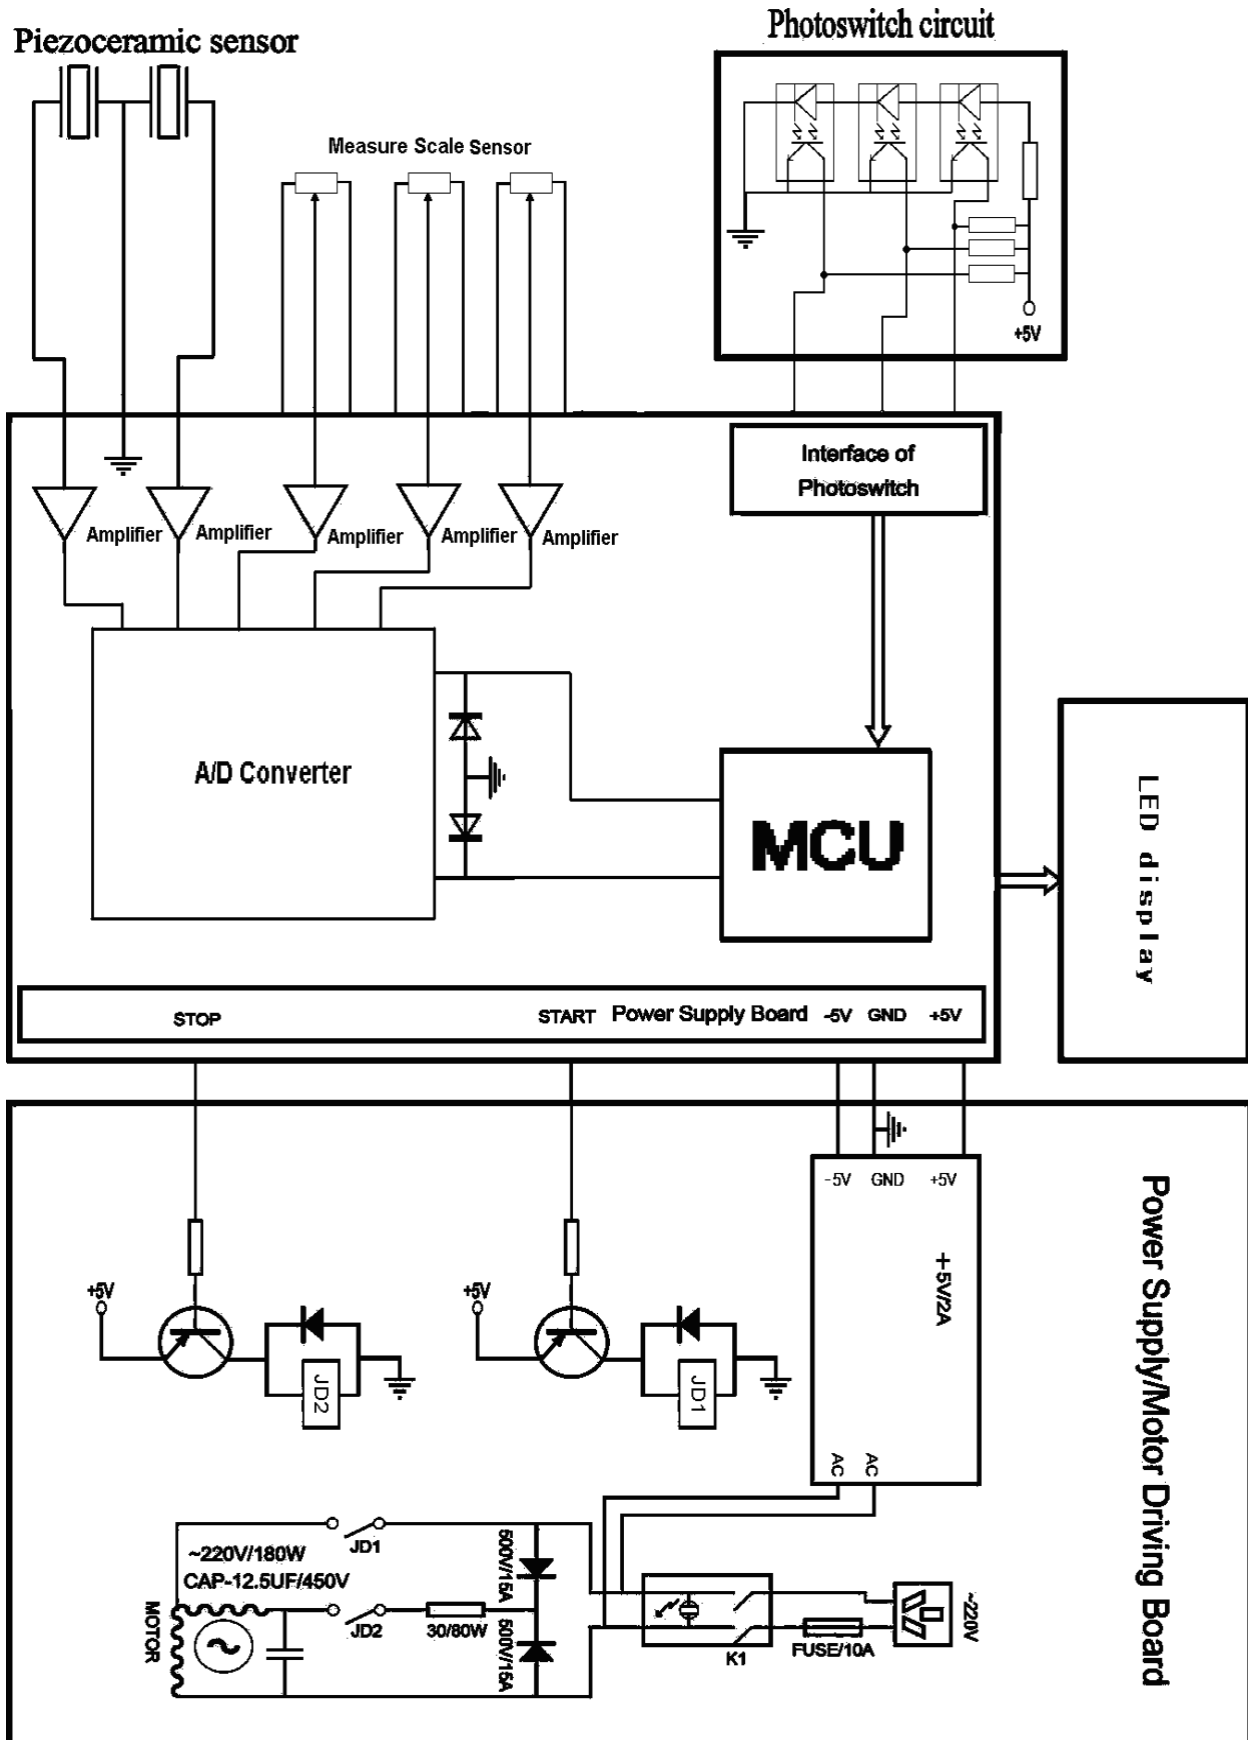 Photoswitch circuit
Piezoceramic sensor
Measure Scale Sensor
+5V
Interface of
Photoswitch
Amplifier
Amplifier
Amplifier
Amplifier
Amplifier
A/D Converter
MCU
LED display
STOP
START
Power Supply Board
-5V
GND
+5V
-5V
GND
+5V
+5V/2A
Power Supply/Motor Driving Board
+5V
+5V
JD2
JD1
AC
AC
~220V/180W
CAP-12.5UF/450V
JD1
500V/15A
MOTOR
JD2
30/80W
500V/15A
K1
FUSE/10A
~220V